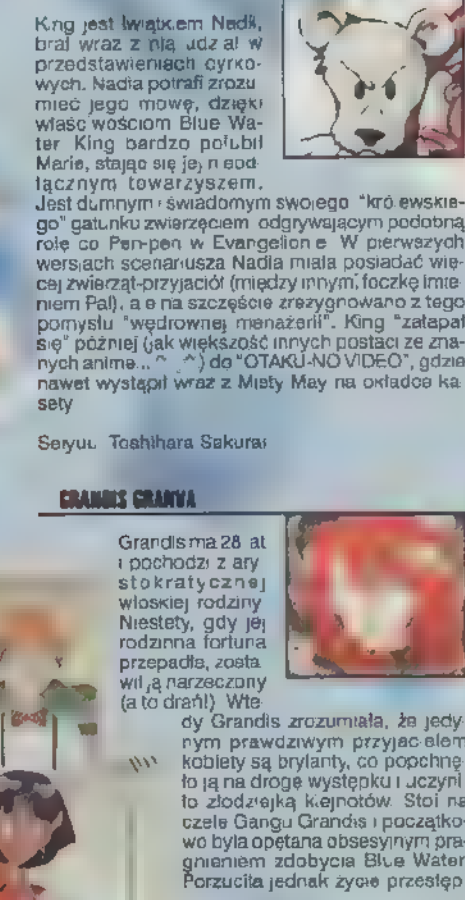 King jest lwiątkiem Nadii,
brał wraz z nią udział w
przedstawieniach cyrko-
wych. Nadia potrafi zrozu
mieć jego mowę, dzięki
właściwościom Blue Wa-
ter King bardzo polubił
Marie, stając się jej nieod-
łącznym towarzyszem.
Jest dumnym i świadomym swojego "królewskie-
go" gatunku zwierzęciem odgrywającym podobną
rolę co Pen-pen w Evangelionie W pierwszych
wersjach scenariusza Nadia miała posiadać wię-
cej zwierząt-przyjaciół (między innymi, foczkę imie
niem Pal), ale na szczęście zrezygnowano z tego
pomysłu "wędrownej menażerii". King "załapał
się" później (jak większość innych postaci ze zna-
nych anime... ^_^) do "OTAKU-NO VIDEO", gdzie
nawet wystąpił wraz z Misty May na okładce ka
sety
Seiyuu Toshiharu Sakurai
GRANDIS GRANVA
Grandis ma 28 lat
i pochodzi z ary
stokratycznej
włoskiej rodziny
Niestety, gdy jej
rodzinna fortuna
przepadła, zosta
wił ją narzeczony
(a to drań!) Wte
dy Grandis zrozumiała, że jedy-
nym prawdziwym przyjacielem
kobiety są brylanty, co popchnę-
ło ją na drogę występku i uczyni
ło złodziejką klejnotów. Stoi na
czele Gangu Grandis i początko-
wo była opętana obsesyjnym pra-
gnieniem zdobycia Blue Water
Porzuciła jednak życie przestęp